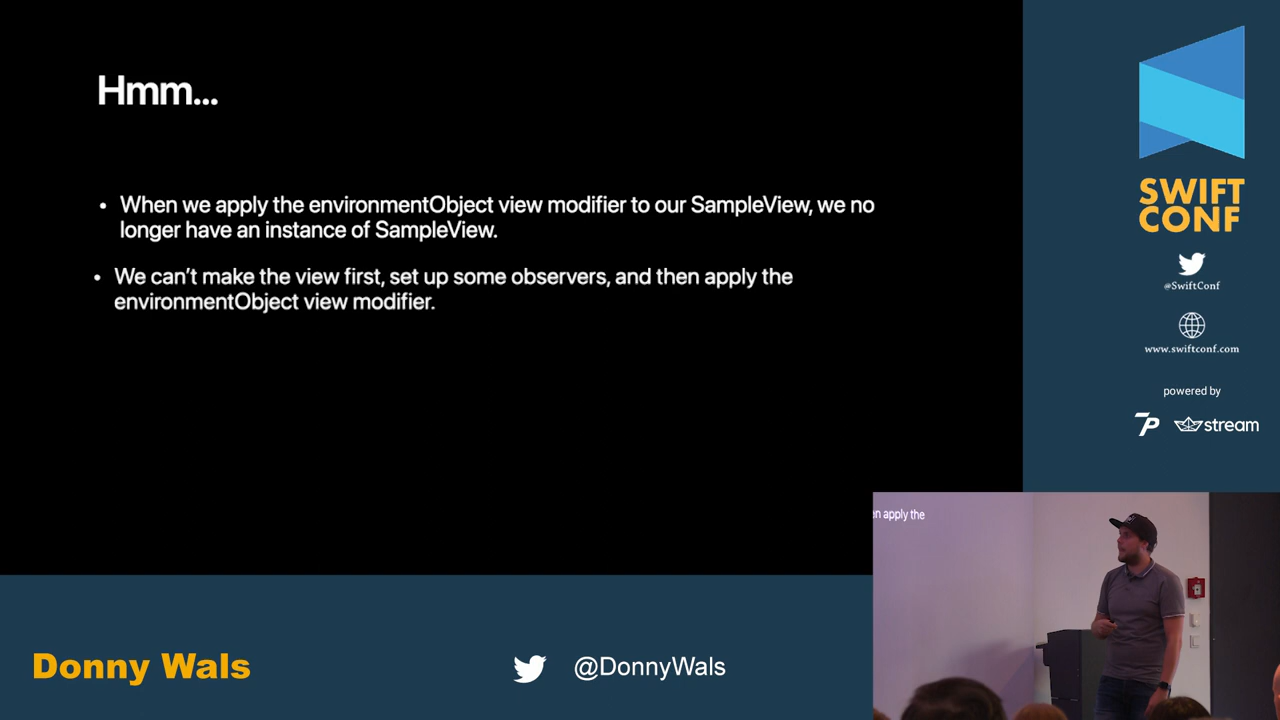 Hmm...
• When we apply the environmentObject view modifier to our SampleView, we no
longer have an instance of SampleView.
• We can't make the view first, set up some observers, and then apply the
environmentObject view modifier.
SWIFT
CONF
@SwiftConf
www.swiftconf.com
powered by
7P stream
en apply the
Donny Wals
@DonnyWals